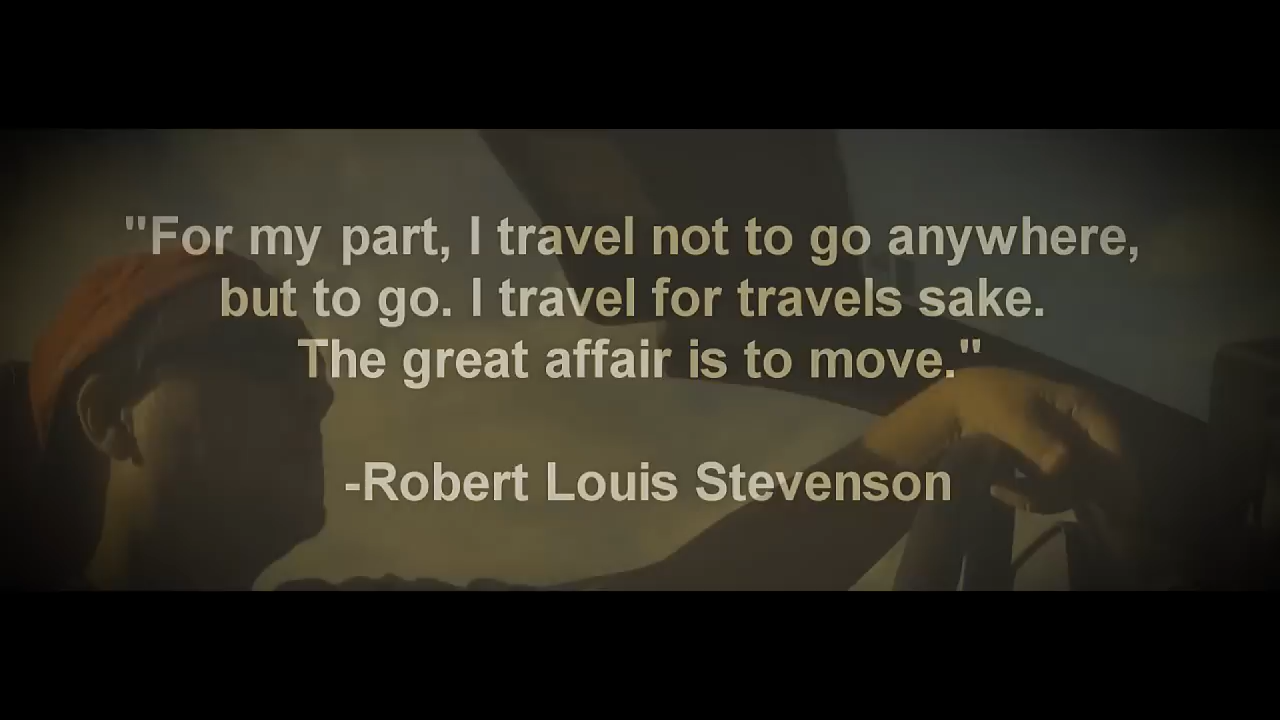 "For my part, I travel not to go anywhere,
but to go. I travel for travels sake.
The great affair is to move."
-Robert Louis Stevenson